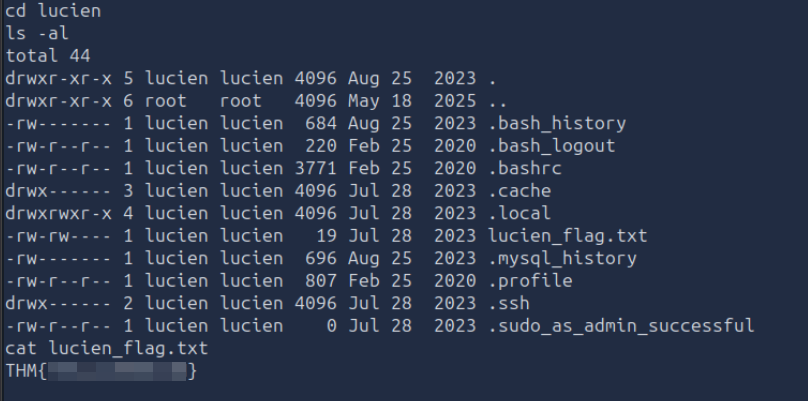 cd lucien
ls -al
total 44
drwxr-xr-x 5 lucien lucien 4096 Aug 25  2023 .
drwxr-xr-x 6 root   root   4096 May 18  2025 ..
-rw------- 1 lucien lucien  684 Aug 25  2023 .bash_history
-rw-r--r-- 1 lucien lucien  220 Feb 25  2020 .bash_logout
-rw-r--r-- 1 lucien lucien 3771 Feb 25  2020 .bashrc
drwx------ 3 lucien lucien 4096 Jul 28  2023 .cache
drwxrwxr-x 4 lucien lucien 4096 Jul 28  2023 .local
-rw-rw---- 1 lucien lucien   19 Jul 28  2023 lucien_flag.txt
-rw------- 1 lucien lucien  696 Aug 25  2023 .mysql_history
-rw-r--r-- 1 lucien lucien  807 Feb 25  2020 .profile
drwx------ 2 lucien lucien 4096 Jul 28  2023 .ssh
-rw-r--r-- 1 lucien lucien    0 Jul 28  2023 .sudo_as_admin_successful
cat lucien_flag.txt
THM{}